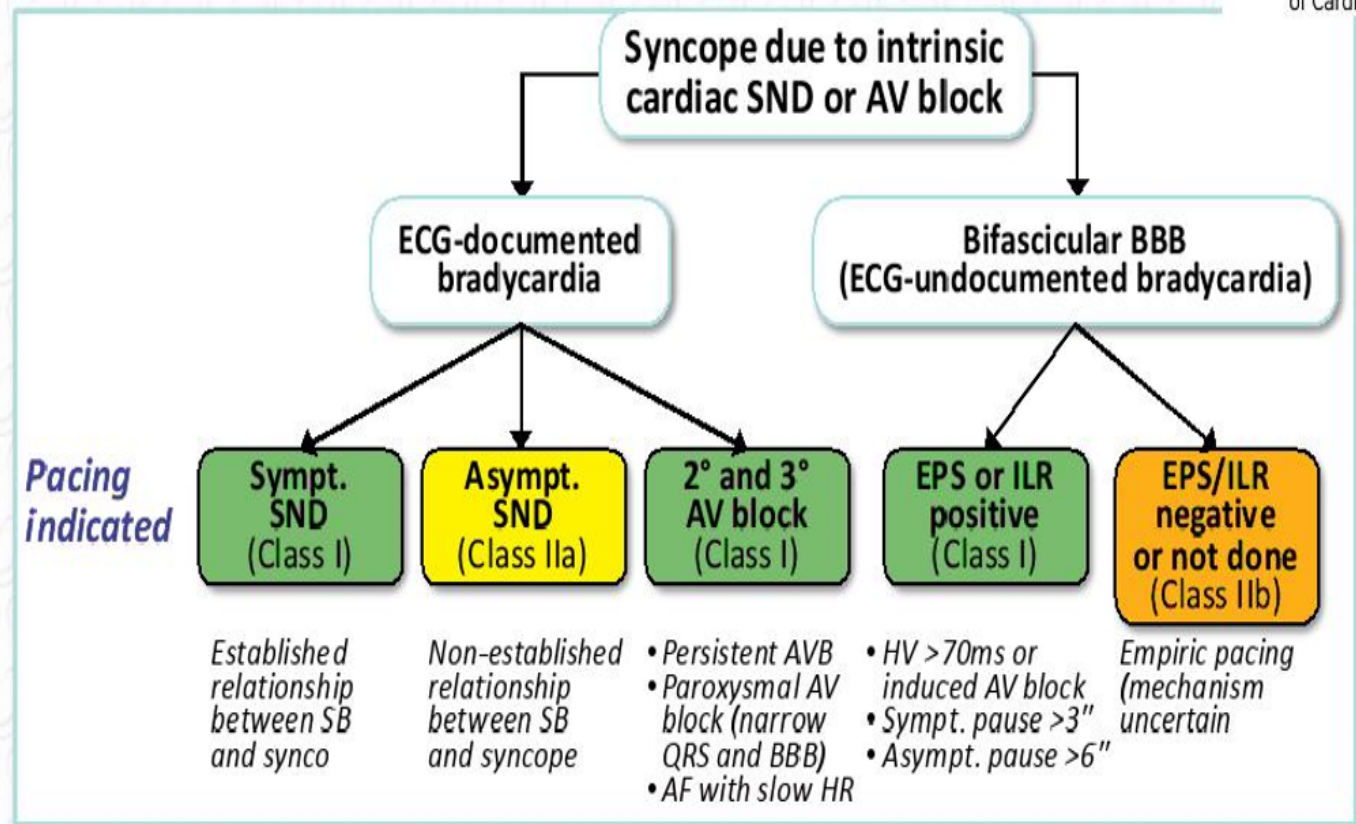 of Cardi
Syncope due to intrinsic
cardiac SND or AV block
ECG-documented
bradycardia
Bifascicular BBB
(ECG-undocumented bradycardia)
Pacing
indicated
Sympt.
SND
(Class I)
Asympt.
SND
(Class IIa)
2° and 3°
AV block
(Class I)
EPS or ILR
positive
(Class I)
EPS/ILR
negative
or not done
(Class IIb)
Established
relationship
between SB
and synco
Non-established
relationship
between SB
and syncope
• Persistent AVB
• Paroxysmal AV
block (narrow
QRS and BBB)
• AF with slow HR
• HV >70ms or
induced AV block
• Sympt. pause >3"
• Asympt. pause >6"
Empiric pacing
(mechanism
uncertain